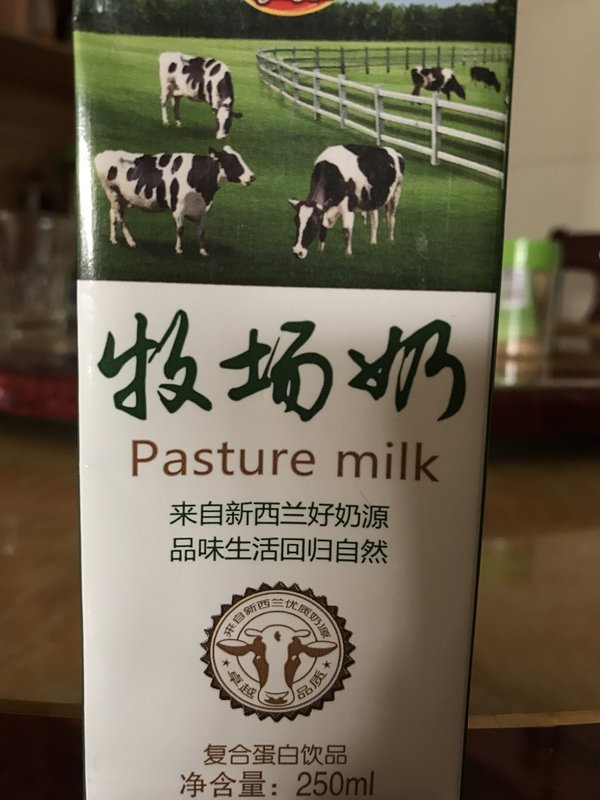 牧场奶
Pasture milk
来自新西兰好奶源
品味生活回归自然
来自新西兰优质奶源
卓越 品质
复合蛋白饮品
净含量：250ml